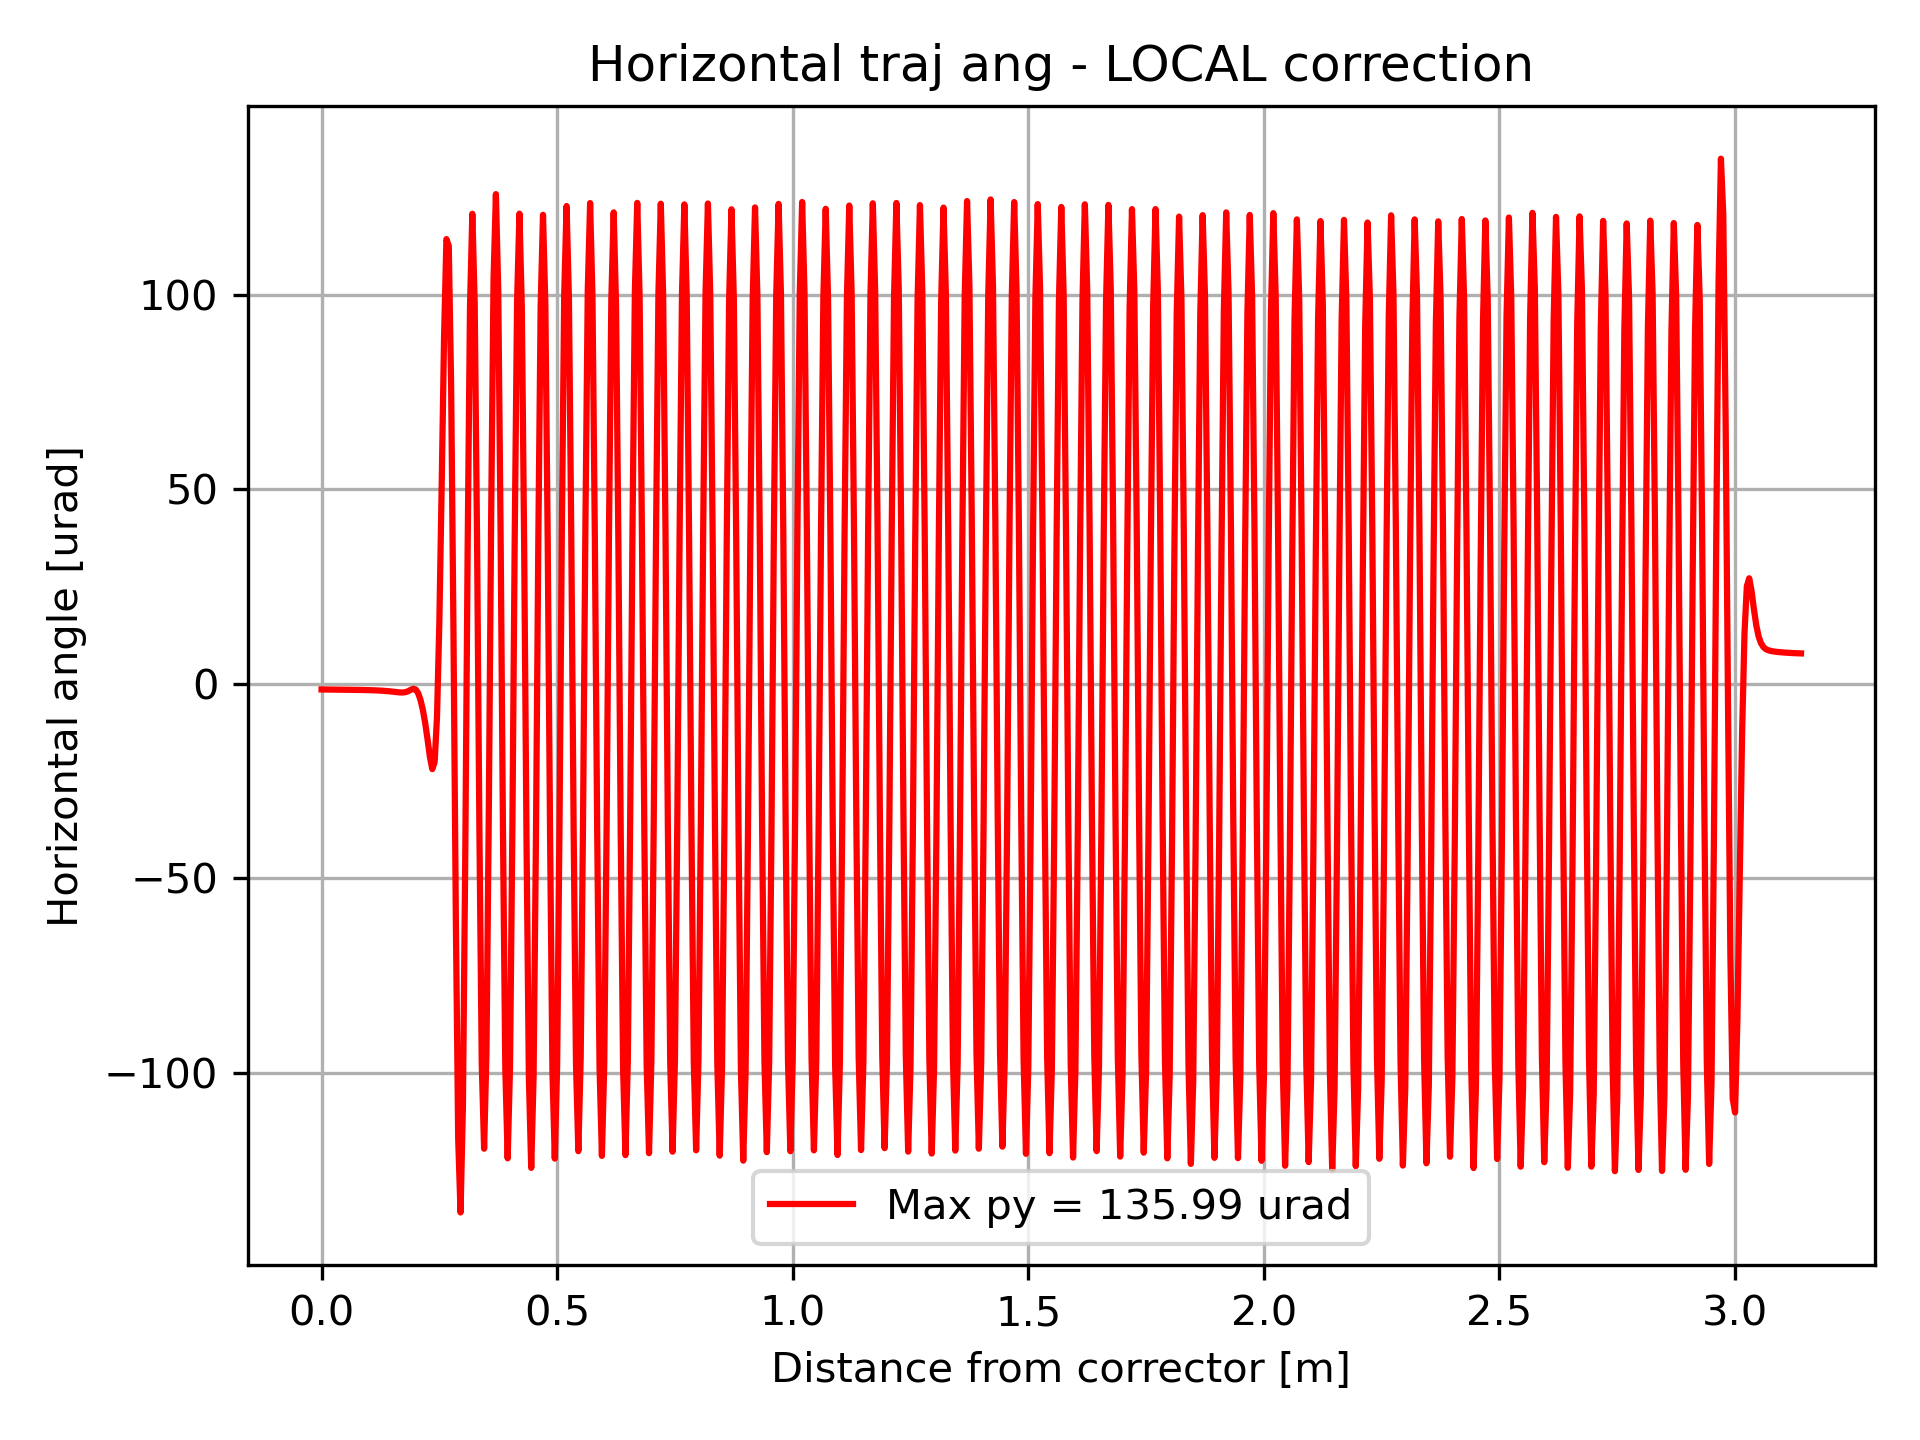 Horizontal traj ang - LOCAL correction
Horizontal angle [urad]
100
50
0
−50
−100
Max py = 135.99 urad
0.0 0.5 1.0 1.5 2.0 2.5 3.0
Distance from corrector [m]